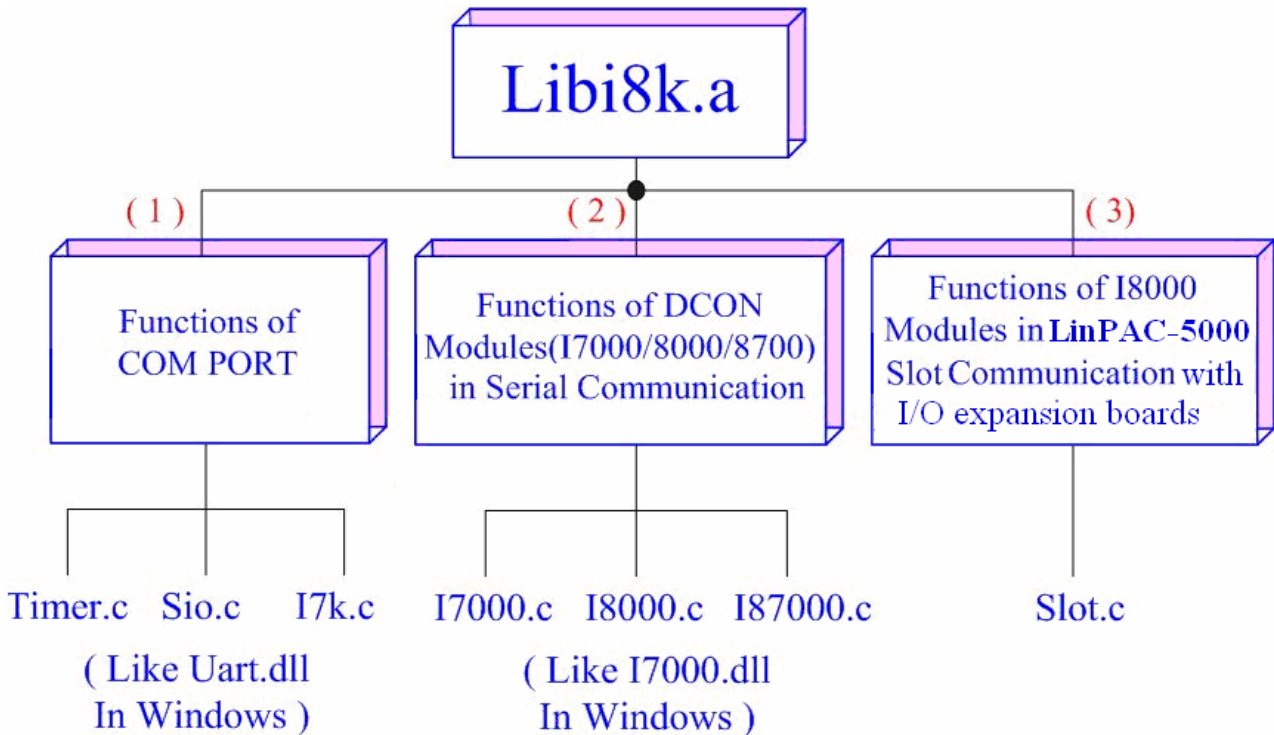 Libi8k.a
( 1 )
( 2 )
( 3)
Functions of
COM PORT
Functions of DCON
Modules(I7000/8000/8700)
in Serial Communication
Functions of I8000
Modules in LinPAC-5000
Slot Communication with
I/O expansion boards
Timer.c Sio.c I7k.c
( Like Uart.dll
In Windows )
I7000.c I8000.c I87000.c
( Like I7000.dll
In Windows )
Slot.c